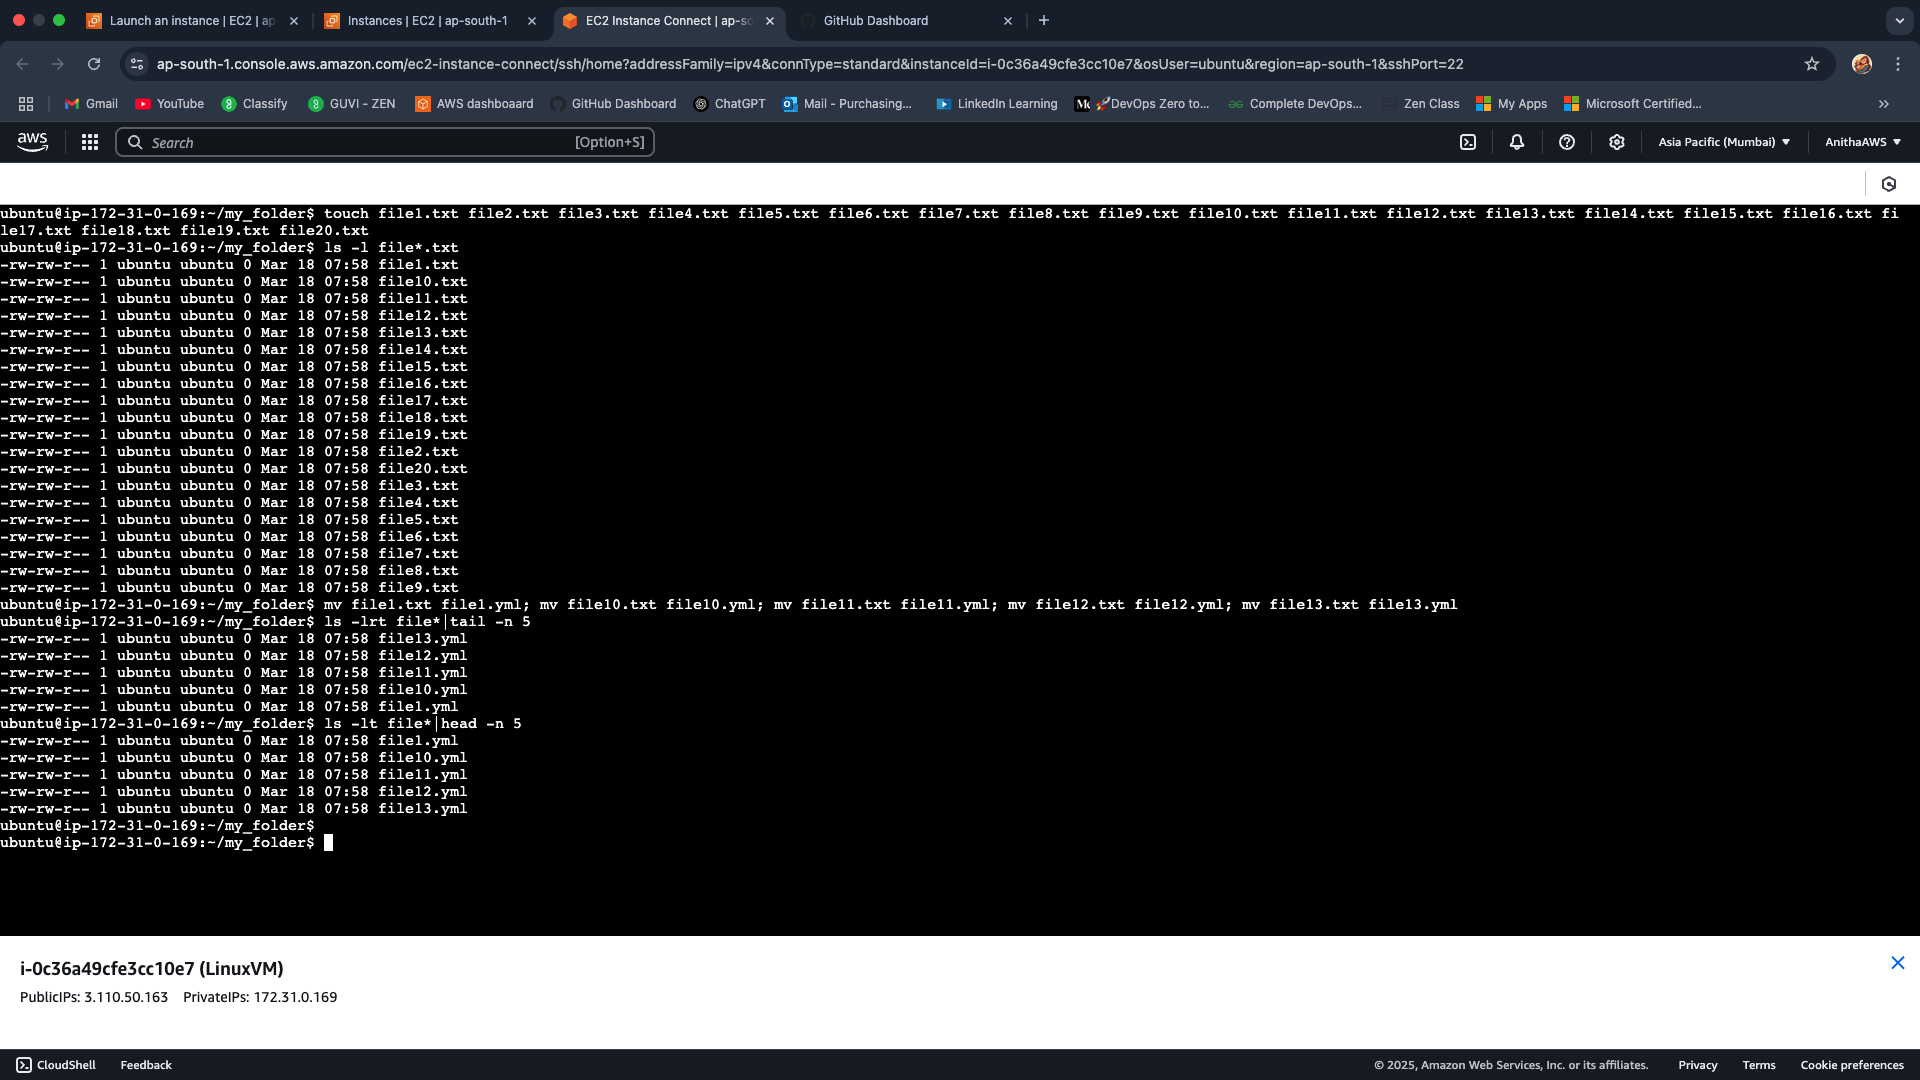 Launch an instance | EC2 | ap
Instances | EC2 | ap-south-1
EC2 Instance Connect | ap-so
GitHub Dashboard
ap-south-1.console.aws.amazon.com/ec2-instance-connect/ssh/home?addressFamily=ipv4&connType=standard&instanceId=i-0c36a49cfe3cc10e7&osUser=ubuntu&region=ap-south-1&sshPort=22
Gmail YouTube Classify GUVI - ZEN AWS dashboaard GitHub Dashboard ChatGPT Mail - Purchasing... LinkedIn Learning 🚀DevOps Zero to... Complete DevOps... Zen Class My Apps Microsoft Certified...
aws Search [Option+S] Asia Pacific (Mumbai) AnithaAWS
ubuntu@ip-172-31-0-169:~/my_folder$ touch file1.txt file2.txt file3.txt file4.txt file5.txt file6.txt file7.txt file8.txt file9.txt file10.txt file11.txt file12.txt file13.txt file14.txt file15.txt file16.txt fi
le17.txt file18.txt file19.txt file20.txt
ubuntu@ip-172-31-0-169:~/my_folder$ ls -l file*.txt
-rw-rw-r-- 1 ubuntu ubuntu 0 Mar 18 07:58 file1.txt
-rw-rw-r-- 1 ubuntu ubuntu 0 Mar 18 07:58 file10.txt
-rw-rw-r-- 1 ubuntu ubuntu 0 Mar 18 07:58 file11.txt
-rw-rw-r-- 1 ubuntu ubuntu 0 Mar 18 07:58 file12.txt
-rw-rw-r-- 1 ubuntu ubuntu 0 Mar 18 07:58 file13.txt
-rw-rw-r-- 1 ubuntu ubuntu 0 Mar 18 07:58 file14.txt
-rw-rw-r-- 1 ubuntu ubuntu 0 Mar 18 07:58 file15.txt
-rw-rw-r-- 1 ubuntu ubuntu 0 Mar 18 07:58 file16.txt
-rw-rw-r-- 1 ubuntu ubuntu 0 Mar 18 07:58 file17.txt
-rw-rw-r-- 1 ubuntu ubuntu 0 Mar 18 07:58 file18.txt
-rw-rw-r-- 1 ubuntu ubuntu 0 Mar 18 07:58 file19.txt
-rw-rw-r-- 1 ubuntu ubuntu 0 Mar 18 07:58 file2.txt
-rw-rw-r-- 1 ubuntu ubuntu 0 Mar 18 07:58 file20.txt
-rw-rw-r-- 1 ubuntu ubuntu 0 Mar 18 07:58 file3.txt
-rw-rw-r-- 1 ubuntu ubuntu 0 Mar 18 07:58 file4.txt
-rw-rw-r-- 1 ubuntu ubuntu 0 Mar 18 07:58 file5.txt
-rw-rw-r-- 1 ubuntu ubuntu 0 Mar 18 07:58 file6.txt
-rw-rw-r-- 1 ubuntu ubuntu 0 Mar 18 07:58 file7.txt
-rw-rw-r-- 1 ubuntu ubuntu 0 Mar 18 07:58 file8.txt
-rw-rw-r-- 1 ubuntu ubuntu 0 Mar 18 07:58 file9.txt
ubuntu@ip-172-31-0-169:~/my_folder$ mv file1.txt file1.yml; mv file10.txt file10.yml; mv file11.txt file11.yml; mv file12.txt file12.yml; mv file13.txt file13.yml
ubuntu@ip-172-31-0-169:~/my_folder$ ls -lrt file*|tail -n 5
-rw-rw-r-- 1 ubuntu ubuntu 0 Mar 18 07:58 file13.yml
-rw-rw-r-- 1 ubuntu ubuntu 0 Mar 18 07:58 file12.yml
-rw-rw-r-- 1 ubuntu ubuntu 0 Mar 18 07:58 file11.yml
-rw-rw-r-- 1 ubuntu ubuntu 0 Mar 18 07:58 file10.yml
-rw-rw-r-- 1 ubuntu ubuntu 0 Mar 18 07:58 file1.yml
ubuntu@ip-172-31-0-169:~/my_folder$ ls -lt file*|head -n 5
-rw-rw-r-- 1 ubuntu ubuntu 0 Mar 18 07:58 file1.yml
-rw-rw-r-- 1 ubuntu ubuntu 0 Mar 18 07:58 file10.yml
-rw-rw-r-- 1 ubuntu ubuntu 0 Mar 18 07:58 file11.yml
-rw-rw-r-- 1 ubuntu ubuntu 0 Mar 18 07:58 file12.yml
-rw-rw-r-- 1 ubuntu ubuntu 0 Mar 18 07:58 file13.yml
ubuntu@ip-172-31-0-169:~/my_folder$
ubuntu@ip-172-31-0-169:~/my_folder$
i-0c36a49cfe3cc10e7 (LinuxVM)
PublicIPs: 3.110.50.163 PrivateIPs: 172.31.0.169
CloudShell Feedback © 2025, Amazon Web Services, Inc. or its affiliates. Privacy Terms Cookie preferences